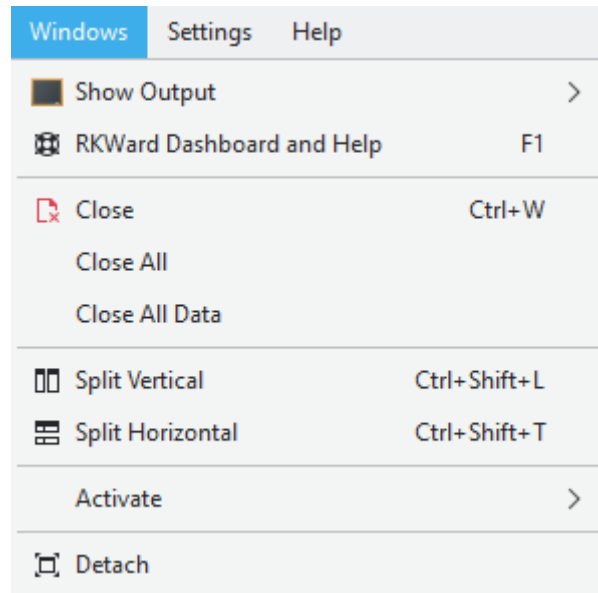 Windows Settings Help
Show Output
RKWard Dashboard and Help F1
Close Ctrl+W
Close All
Close All Data
Split Vertical Ctrl+Shift+L
Split Horizontal Ctrl+Shift+T
Activate
Detach